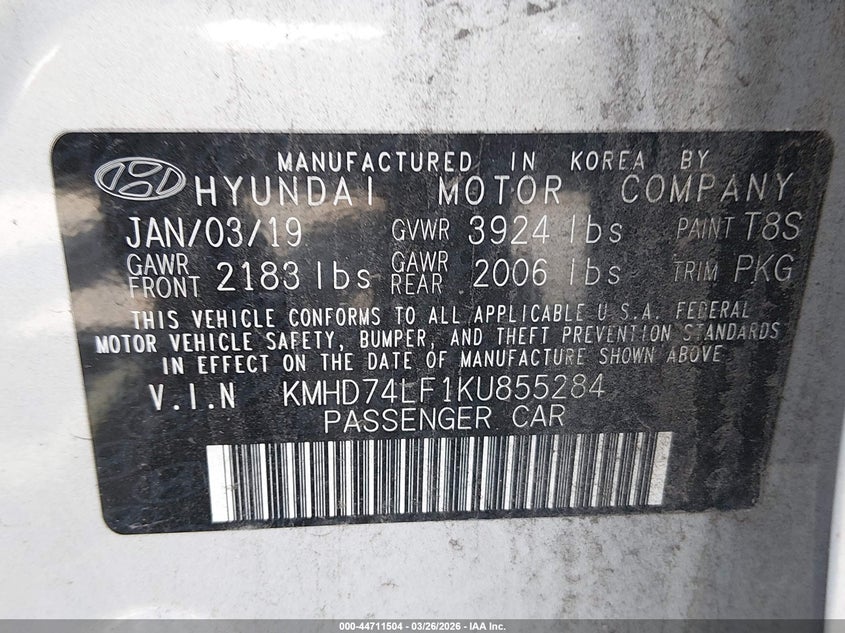 MANUFACTURED IN KOREA BY
HYUNDAI MOTOR COMPANY
JAN/03/19 GVWR 3924 lbs PAINT T8S
GAWR FRONT 2183 lbs GAWR REAR 2006 lbs TRIM PKG
THIS VEHICLE CONFORMS TO ALL APPLICABLE U.S.A. FEDERAL
MOTOR VEHICLE SAFETY, BUMPER, AND THEFT PREVENTION STANDARDS
IN EFFECT ON THE DATE OF MANUFACTURE SHOWN ABOVE
V.I.N KMHD74LF1KU855284
PASSENGER CAR
000-44711504 | 03/26/2026 - IAA Inc.